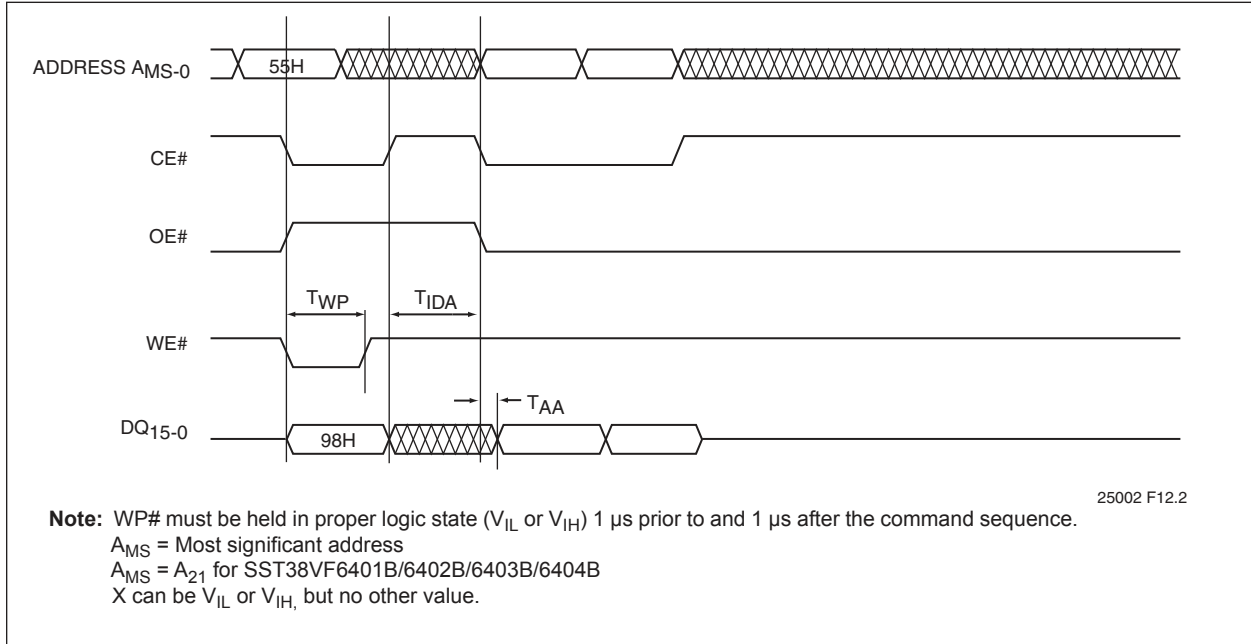 ADDRESS AMS-0
55H
CE#
OE#
TWP
TIDA
WE#
TAA
DQ15-0
98H
25002 F12.2
Note: WP# must be held in proper logic state (VIL or VIH) 1 µs prior to and 1 µs after the command sequence.
AMS = Most significant address
AMS = A21 for SST38VF6401B/6402B/6403B/6404B
X can be VIL or VIH, but no other value.